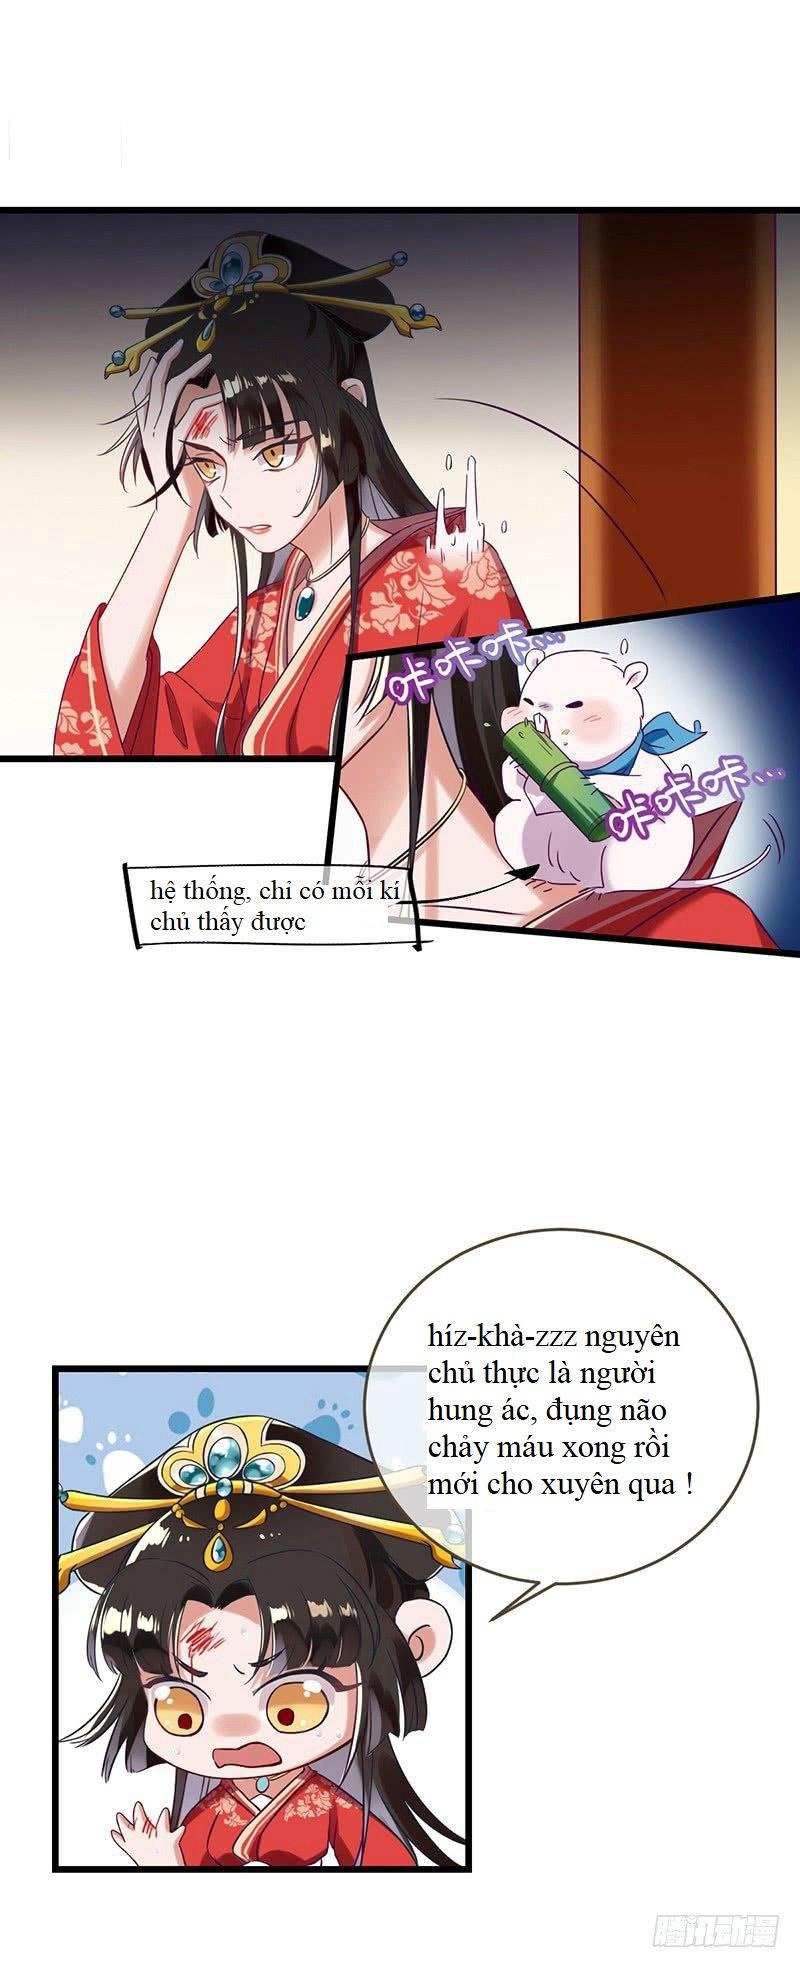 咔咔咔...
咔咔咔...
hệ thống, chỉ có mỗi kí
chủ thấy được
híz-khà-zzz nguyên
chủ thực là người
hung ác, đụng não
chảy máu xong rồi
mới cho xuyên qua !
腾讯动漫